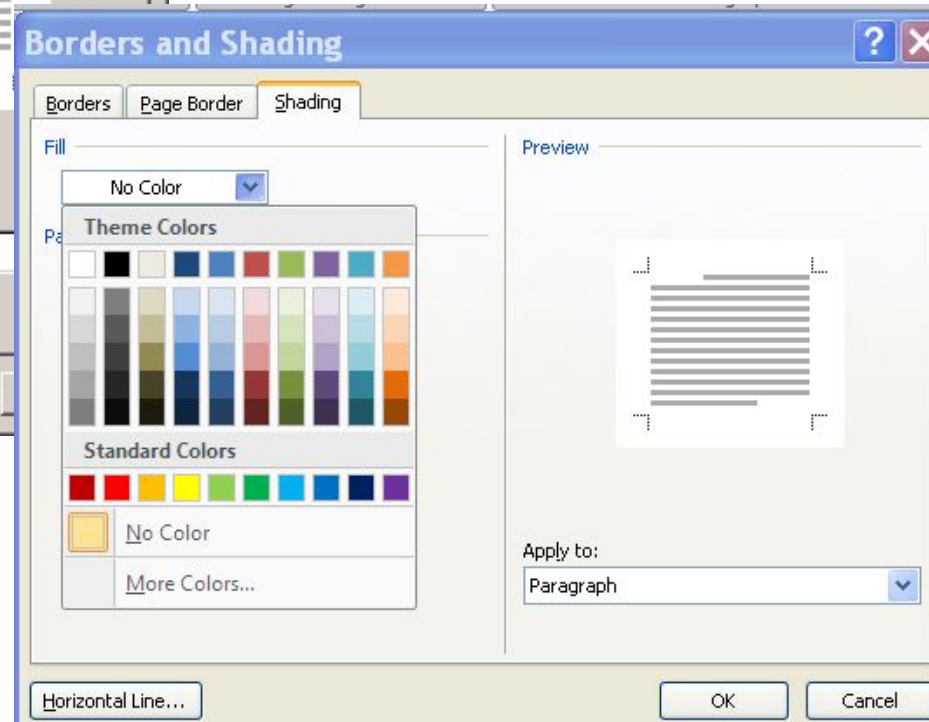 Borders and Shading
Borders
Page Border
Shading
Fill
Preview
No Color
Pa
Theme Colors
Standard Colors
No Color
More Colors...
Apply to:
Paragraph
Horizontal Line...
OK
Cancel